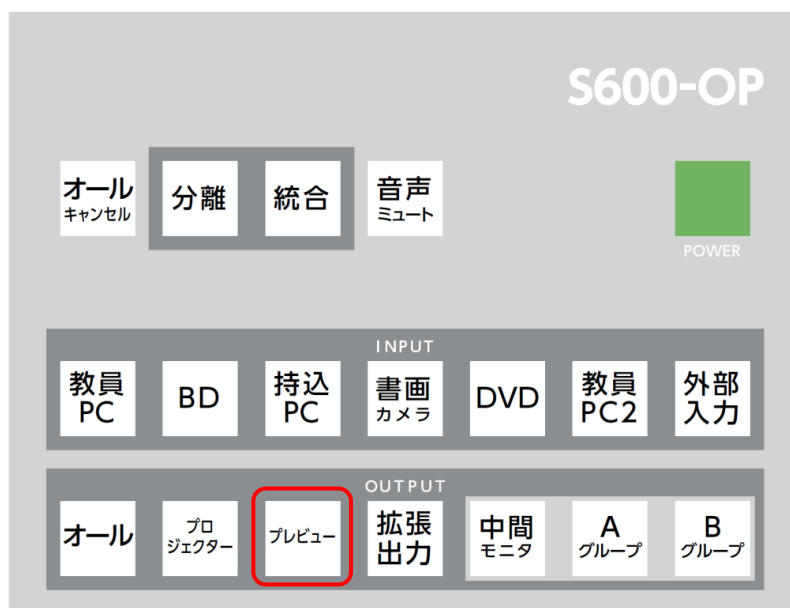 S600-OP
オール
キャンセル
分離
統合
音声
ミュート
POWER
INPUT
教員
PC
BD
持込
PC
書画
カメラ
DVD
教員
PC2
外部
入力
OUTPUT
オール
プロ
ジェクター
プレビュー
拡張
出力
中間
モニタ
A
グループ
B
グループ